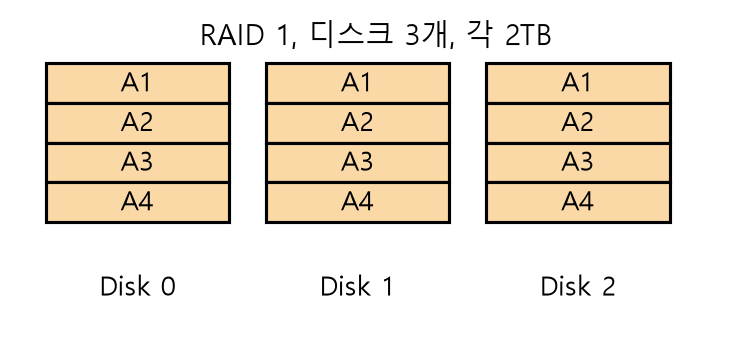 RAID 1, 디스크 3개, 각 2TB
A1 A1 A1
A2 A2 A2
A3 A3 A3
A4 A4 A4
Disk 0 Disk 1 Disk 2